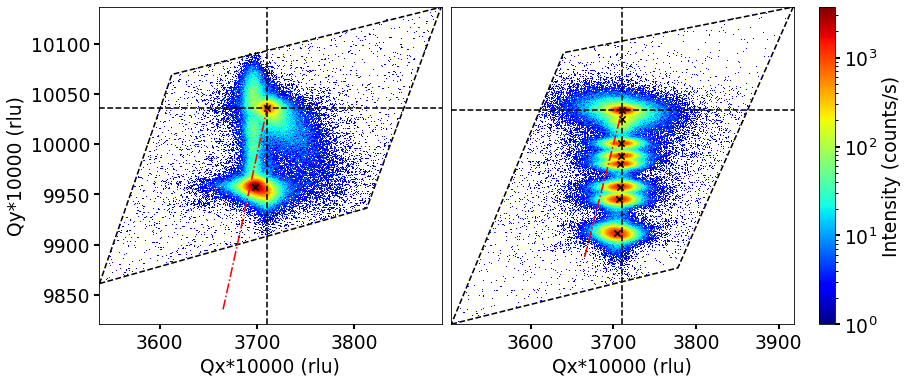 10100
10050
10000
9950
9900
9850
Qy*10000 (rlu)
3600 3700 3800
Qx*10000 (rlu)
3600 3700 3800 3900
Qx*10000 (rlu)
10³
10²
10¹
10⁰
Intensity (counts/s)